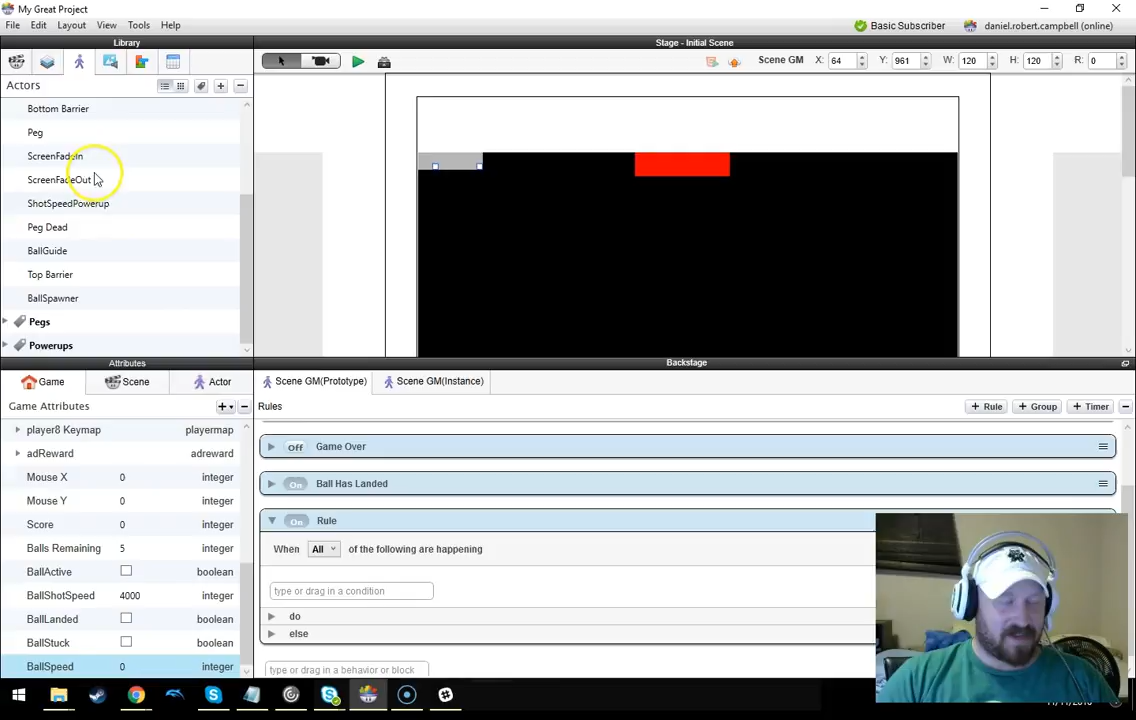 My Great Project
File Edit Layout View Tools Help
Basic Subscriber daniel.robert.campbell (online)
Library
Stage - Initial Scene
Scene GM X: 64 Y: 961 W: 120 H: 120 R: 0
Actors
Bottom Barrier
Peg
ScreenFadeIn
ScreenFadeOut
ShotSpeedPowerup
Peg Dead
BallGuide
Top Barrier
BallSpawner
Pegs
Powerups
Attributes
Backstage
Game Scene Actor
Scene GM(Prototype) Scene GM(Instance)
Game Attributes
Rules
+ Rule + Group + Timer
player8 Keymap playermap
adReward adreward
Mouse X 0 integer
Mouse Y 0 integer
Score 0 integer
Balls Remaining 5 integer
BallActive boolean
BallShotSpeed 4000 integer
BallLanded boolean
BallStuck boolean
BallSpeed 0 integer
Off Game Over
On Ball Has Landed
On Rule
When All of the following are happening
type or drag in a condition
do
else
type or drag in a behavior or block